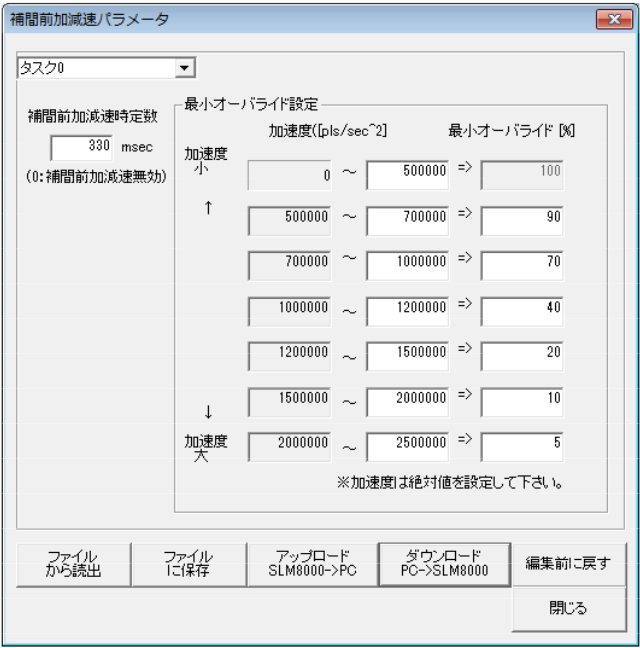 補間前加減速パラメータ
タスク0
補間前加減速時定数
330 msec
(0:補間前加減速無効)
最小オーバライド設定
加速度([pls/sec^2] 最小オーバライド [%]
加速度
小
0 ～ 500000 => 100
↑
500000 ～ 700000 => 90
700000 ～ 1000000 => 70
1000000 ～ 1200000 => 40
1200000 ～ 1500000 => 20
1500000 ～ 2000000 => 10
↓
加速度
大
2000000 ～ 2500000 => 5
※加速度は絶対値を設定して下さい。
ファイル
から読出
ファイル
に保存
アップロード
SLM8000->PC
ダウンロード
PC->SLM8000
編集前に戻す
閉じる